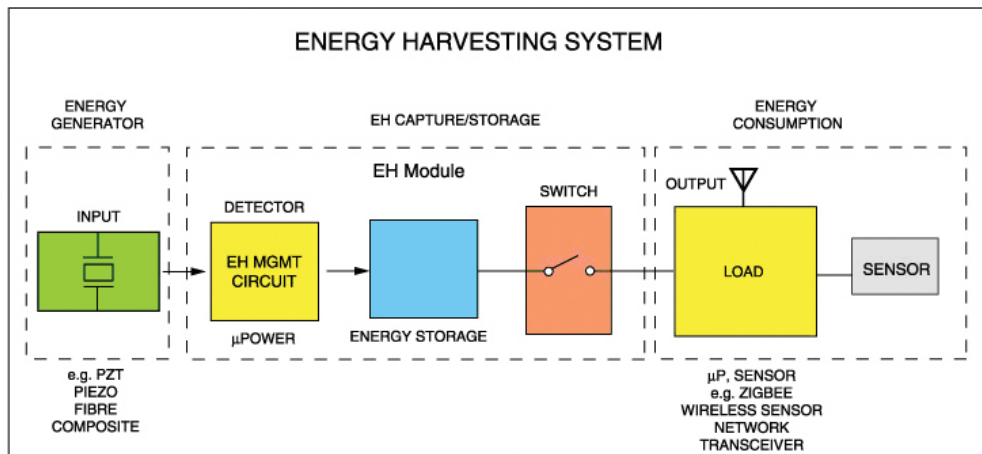 ENERGY HARVESTING SYSTEM
ENERGY
GENERATOR
EH CAPTURE/STORAGE
ENERGY
CONSUMPTION
EH Module
INPUT
DETECTOR
EH MGMT
CIRCUIT
µPOWER
ENERGY STORAGE
SWITCH
OUTPUT
LOAD
SENSOR
e.g. PZT
PIEZO
FIBRE
COMPOSITE
µP, SENSOR
e.g. ZIGBEE
WIRELESS SENSOR
NETWORK
TRANSCEIVER